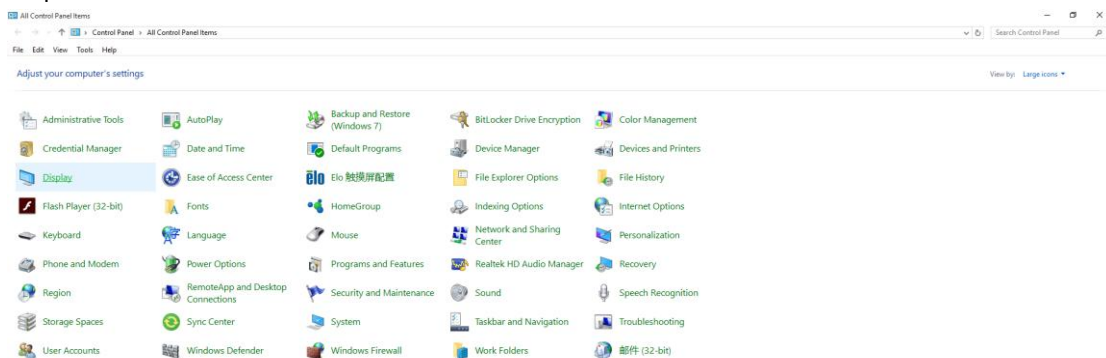 All Control Panel Items
Control Panel > All Control Panel Items
Search Control Panel
File Edit View Tools Help
Adjust your computer's settings
View by: Large icons
Administrative Tools
AutoPlay
Backup and Restore
(Windows 7)
BitLocker Drive Encryption
Color Management
Credential Manager
Date and Time
Default Programs
Device Manager
Devices and Printers
Display
Ease of Access Center
elo
Elo 触摸屏配置
File Explorer Options
File History
Flash Player (32-bit)
Fonts
HomeGroup
Indexing Options
Internet Options
Keyboard
Language
Mouse
Network and Sharing
Center
Personalization
Phone and Modem
Power Options
Programs and Features
Realtek HD Audio Manager
Recovery
Region
RemoteApp and Desktop
Connections
Security and Maintenance
Sound
Speech Recognition
Storage Spaces
Sync Center
System
Taskbar and Navigation
Troubleshooting
User Accounts
Windows Defender
Windows Firewall
Work Folders
邮件 (32-bit)